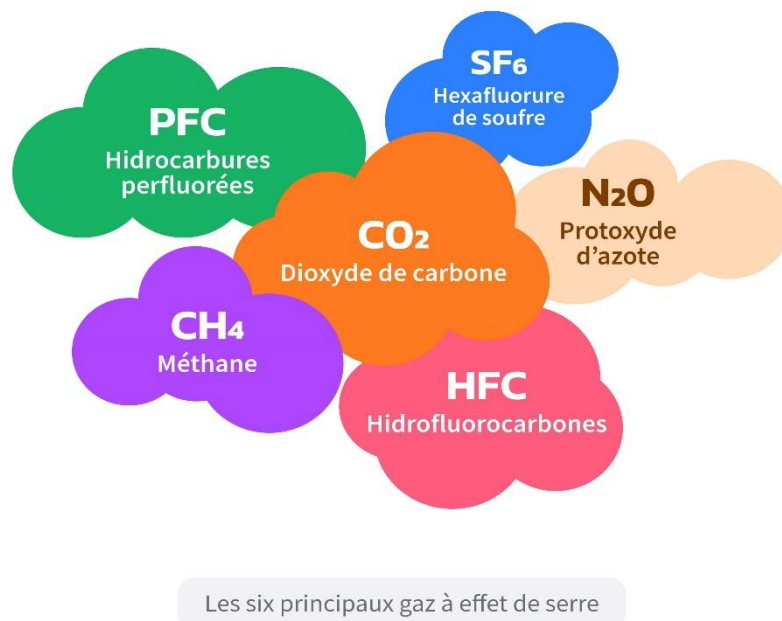 SF₆
Hexafluorure
de soufre
PFC
Hidrocarbures
perfluorées
N₂O
Protoxyde
d'azote
CO₂
Dioxyde de carbone
CH₄
Méthane
HFC
Hidrofluorocarbones
Les six principaux gaz à effet de serre